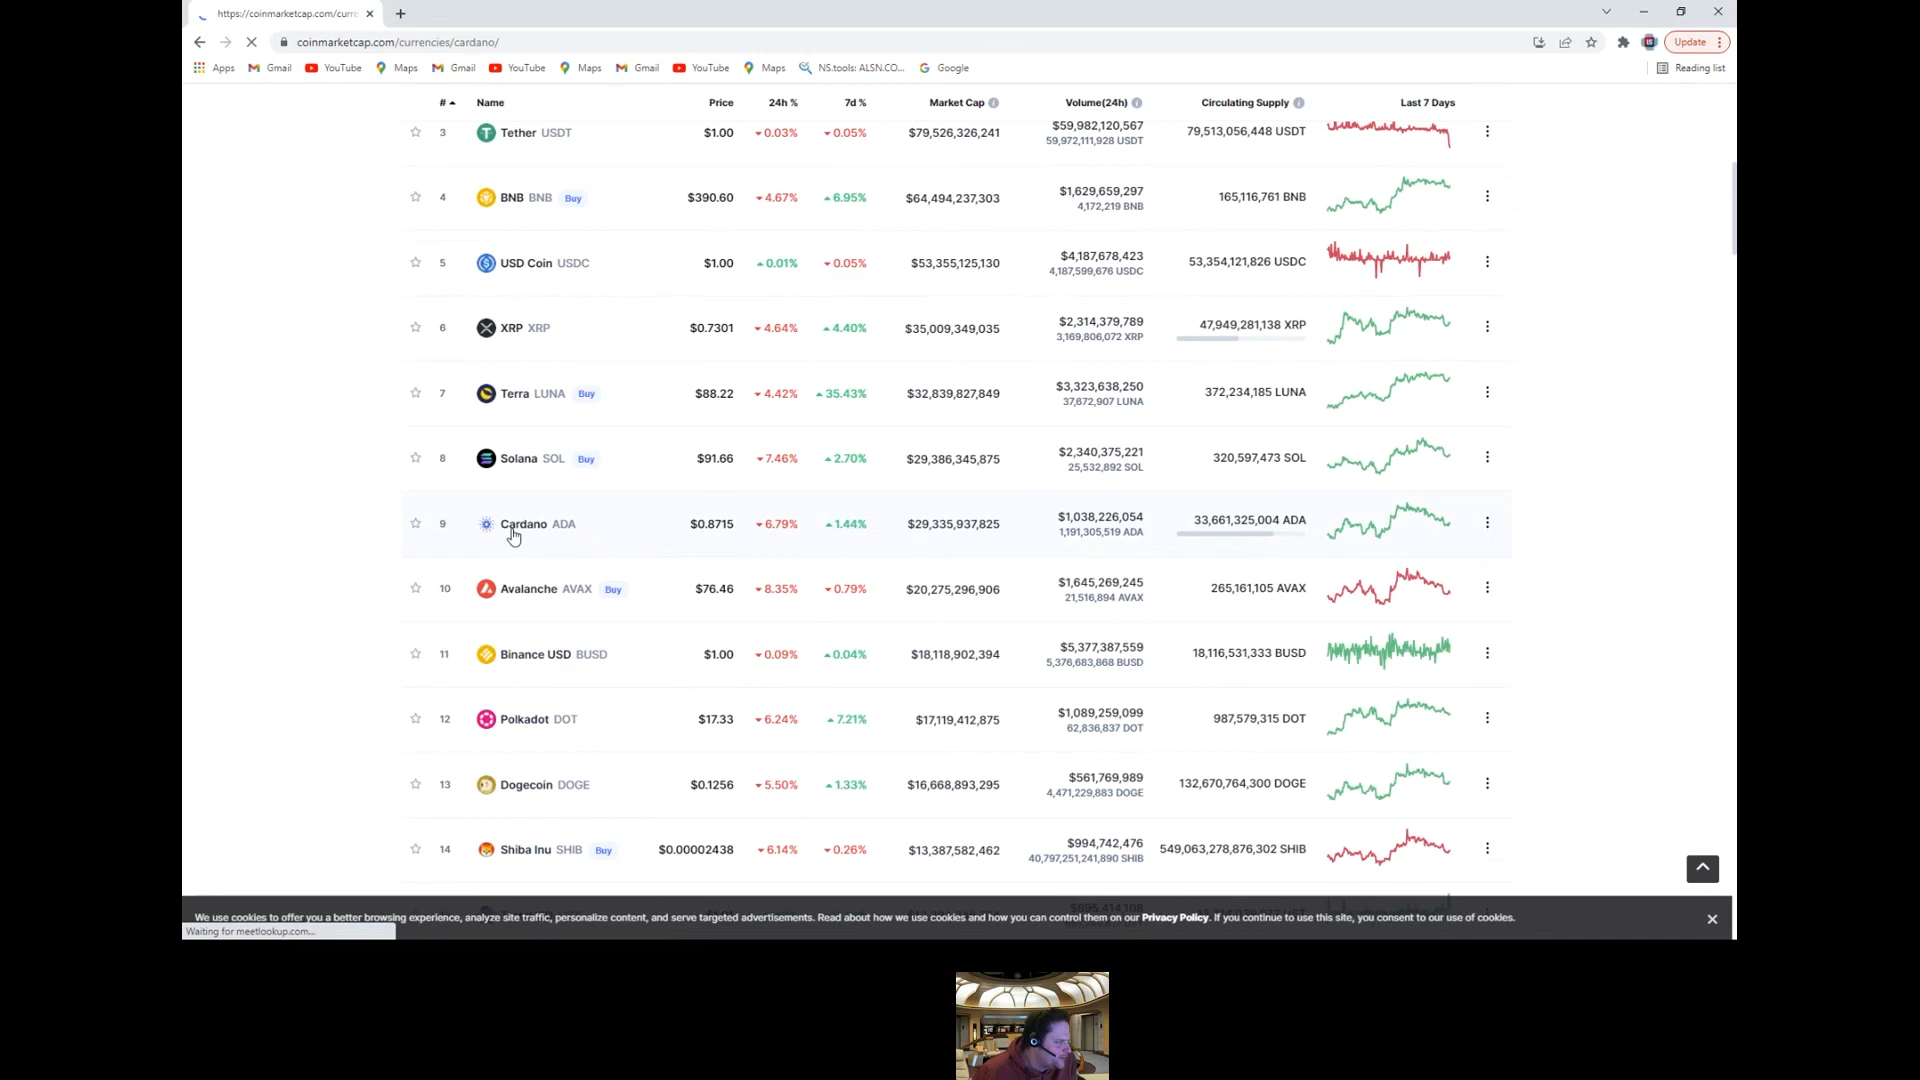 https://coinmarketcap.com/curre
coinmarketcap.com/currencies/cardano/
Update
Apps Gmail YouTube Maps Gmail YouTube Maps Gmail YouTube Maps NS.tools: ALSN.CO... Google Reading list
# Name Price 24h % 7d % Market Cap Volume(24h) Circulating Supply Last 7 Days
3 Tether USDT $1.00 0.03% 0.05% $79,526,326,241 $59,982,120,567 79,513,056,448 USDT
59,972,111,928 USDT
4 BNB BNB Buy $390.60 4.67% 6.95% $64,494,237,303 $1,629,659,297 165,116,761 BNB
4,172,219 BNB
5 USD Coin USDC $1.00 0.01% 0.05% $53,355,125,130 $4,187,678,423 53,354,121,826 USDC
4,187,599,676 USDC
6 XRP XRP $0.7301 4.64% 4.40% $35,009,349,035 $2,314,379,789 47,949,281,138 XRP
3,169,806,072 XRP
7 Terra LUNA Buy $88.22 4.42% 35.43% $32,839,827,849 $3,323,638,250 372,234,185 LUNA
37,672,907 LUNA
8 Solana SOL Buy $91.66 7.46% 2.70% $29,386,345,875 $2,340,375,221 320,597,473 SOL
25,532,892 SOL
9 Cardano ADA $0.8715 6.79% 1.44% $29,335,937,825 $1,038,226,054 33,661,325,004 ADA
1,191,305,519 ADA
10 Avalanche AVAX Buy $76.46 8.35% 0.79% $20,275,296,906 $1,645,269,245 265,161,105 AVAX
21,516,894 AVAX
11 Binance USD BUSD $1.00 0.09% 0.04% $18,118,902,394 $5,377,387,559 18,116,531,333 BUSD
5,376,683,868 BUSD
12 Polkadot DOT $17.33 6.24% 7.21% $17,119,412,875 $1,089,259,099 987,579,315 DOT
62,836,837 DOT
13 Dogecoin DOGE $0.1256 5.50% 1.33% $16,668,893,295 $561,769,989 132,670,764,300 DOGE
4,471,229,883 DOGE
14 Shiba Inu SHIB Buy $0.00002438 6.14% 0.26% $13,387,582,462 $994,742,476 549,063,278,876,302 SHIB
40,797,251,241,890 SHIB
We use cookies to offer you a better browsing experience, analyze site traffic, personalize content, and serve targeted advertisements. Read about how we use cookies and how you can control them on our Privacy Policy. If you continue to use this site, you consent to our use of cookies.
Waiting for meetlookup.com...